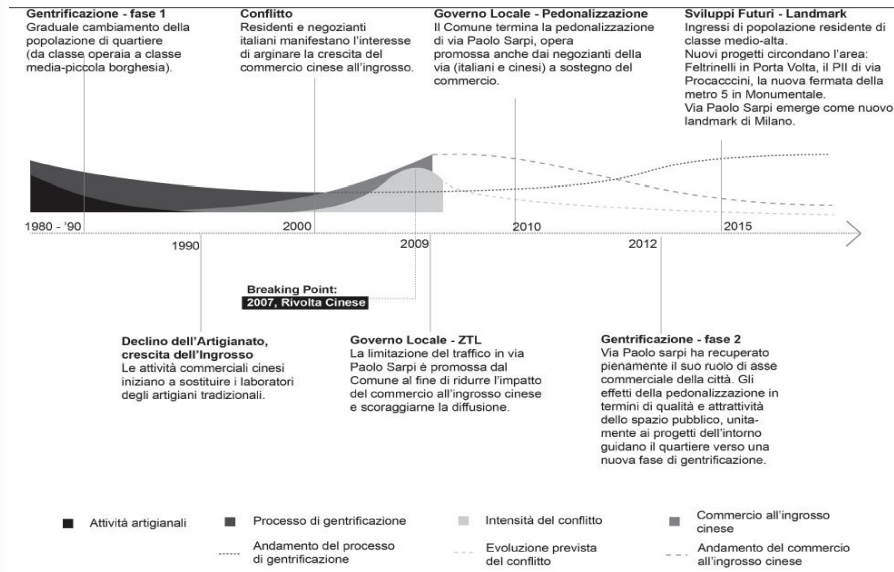 Gentrificazione - fase 1
Graduale cambiamento della
popolazione di quartiere
(da classe operaia a classe
media-piccola borghesia).
Conflitto
Residenti e negozianti
italiani manifestano l'interesse
di arginare la crescita del
commercio cinese all'ingrosso.
Governo Locale - Pedonalizzazione
Il Comune termina la pedonalizzazione
di via Paolo Sarpi, opera
promossa anche dai negozianti della
via (italiani e cinesi) a sostegno del
commercio.
Sviluppi Futuri - Landmark
Ingressi di popolazione residente di
classe medio-alta.
Nuovi progetti circondano l'area:
Feltrinelli in Porta Volta, il PII di via
Procacccini, la nuova fermata della
metro 5 in Monumentale.
Via Paolo Sarpi emerge come nuovo
landmark di Milano.
1980 - '90
1990
2000
2009
2010
2012
2015
Breaking Point:
2007, Rivolta Cinese
Declino dell'Artigianato,
crescita dell'Ingrosso
Le attività commerciali cinesi
iniziano a sostituire i laboratori
degli artigiani tradizionali.
Governo Locale - ZTL
La limitazione del traffico in via
Paolo Sarpi è promossa dal
Comune al fine di ridurre l'impatto
del commercio all'ingrosso cinese
e scoraggiarne la diffusione.
Gentrificazione - fase 2
Via Paolo sarpi ha recuperato
pienamente il suo ruolo di asse
commerciale della città. Gli
effetti della pedonalizzazione in
termini di qualità e attrattività
dello spazio pubblico, unita-
mente ai progetti dell'intorno
guidano il quartiere verso una
nuova fase di gentrificazione.
Attività artigianali
Processo di gentrificazione
Intensità del conflitto
Commercio all'ingrosso
cinese
Andamento del processo
di gentrificazione
Evoluzione prevista
del conflitto
Andamento del commercio
all'ingrosso cinese